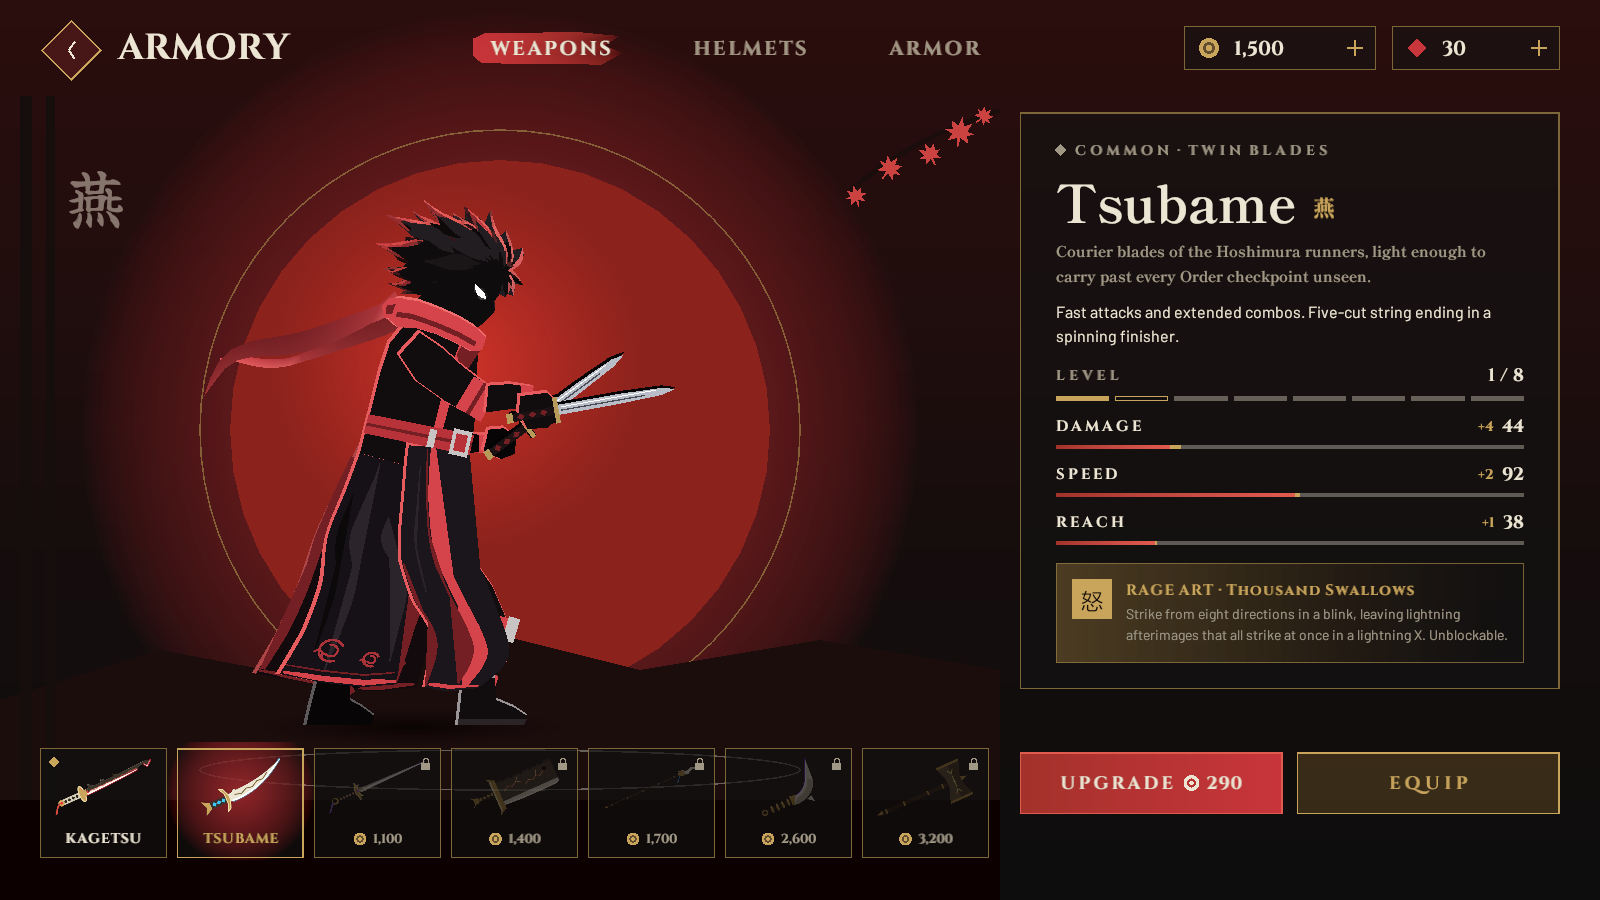 ARMORY
WEAPONS
HELMETS
ARMOR
1,500
30
燕
COMMON · TWIN BLADES
Tsubame 燕
Courier blades of the Hoshimura runners, light enough to
carry past every Order checkpoint unseen.
Fast attacks and extended combos. Five-cut string ending in a
spinning finisher.
LEVEL 1 / 8
DAMAGE +4 44
SPEED +2 92
REACH +1 38
怒
RAGE ART · Thousand Swallows
Strike from eight directions in a blink, leaving lightning
afterimages that all strike at once in a lightning X. Unblockable.
KAGETSU
TSUBAME
1,100
1,400
1,700
2,600
3,200
UPGRADE 290
EQUIP